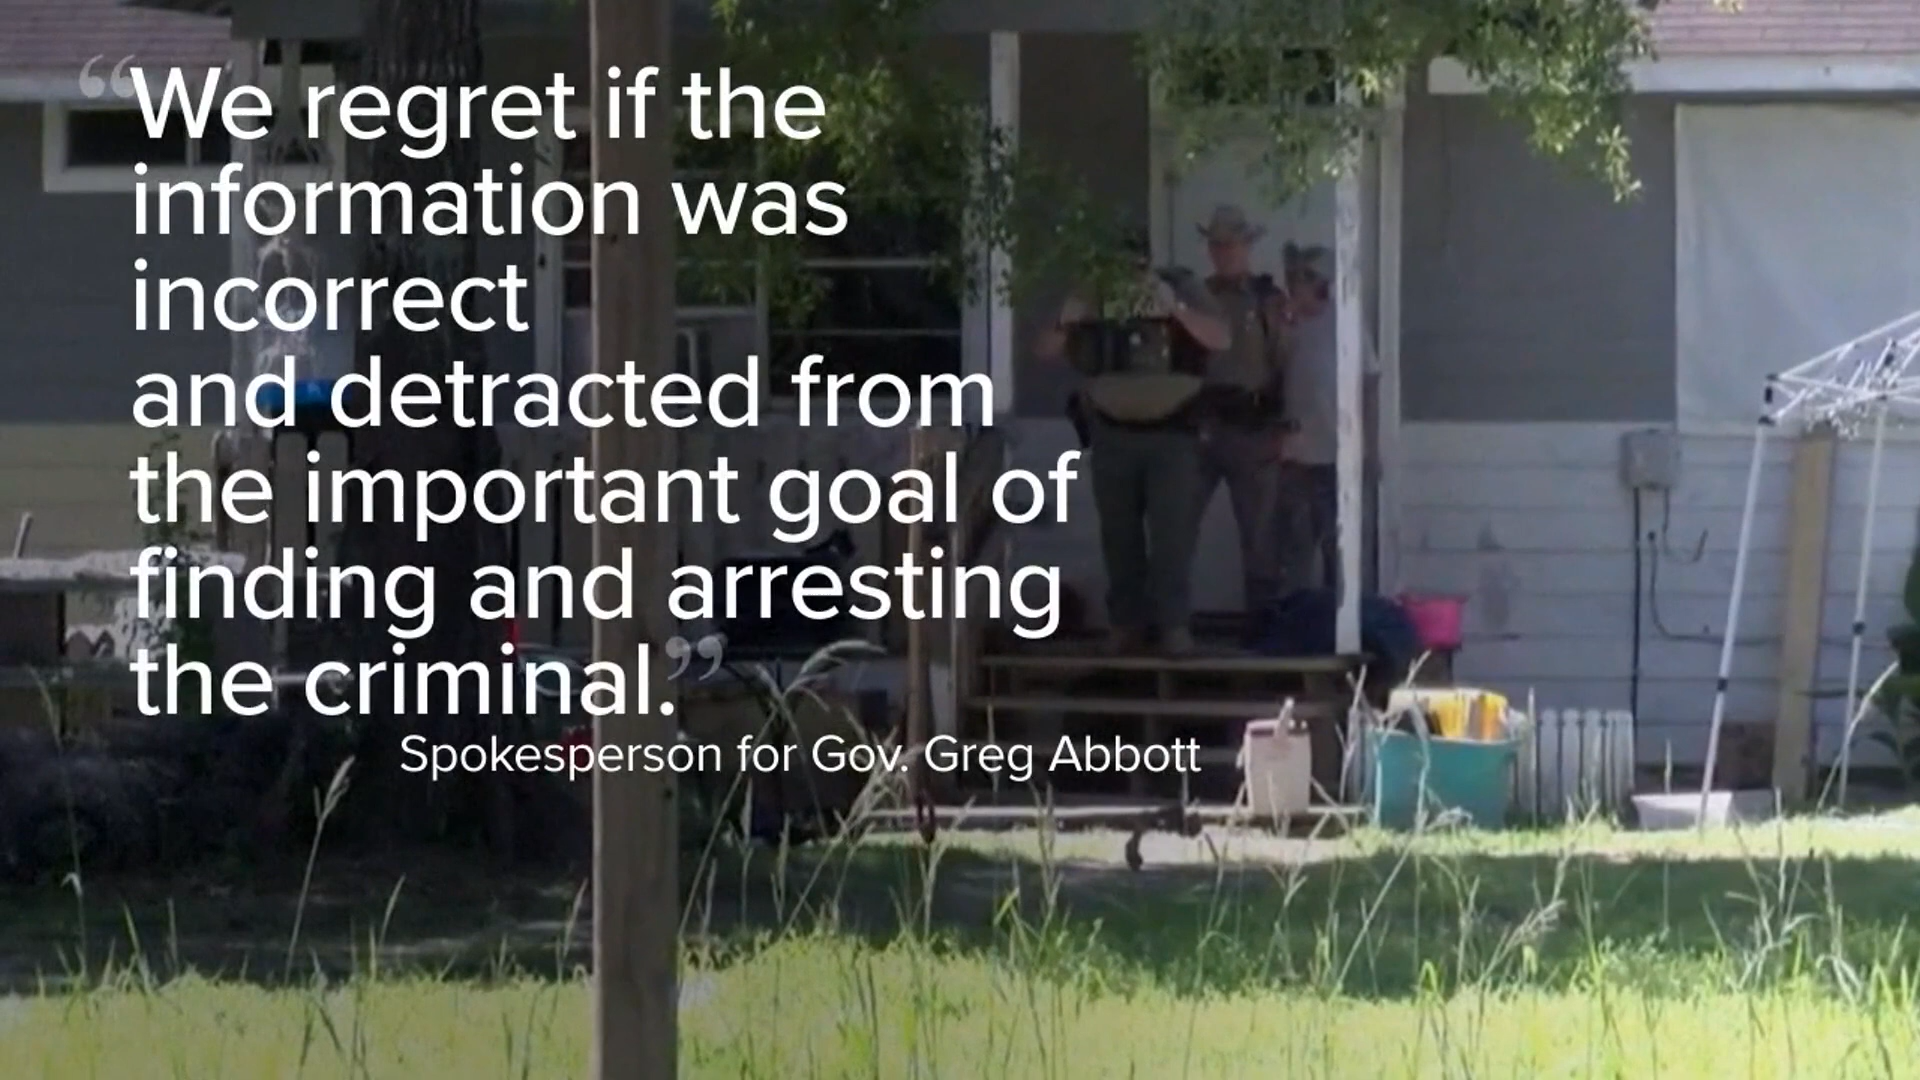 “We regret if the
information was
incorrect
and detracted from
the important goal of
finding and arresting
the criminal.”
Spokesperson for Gov. Greg Abbott